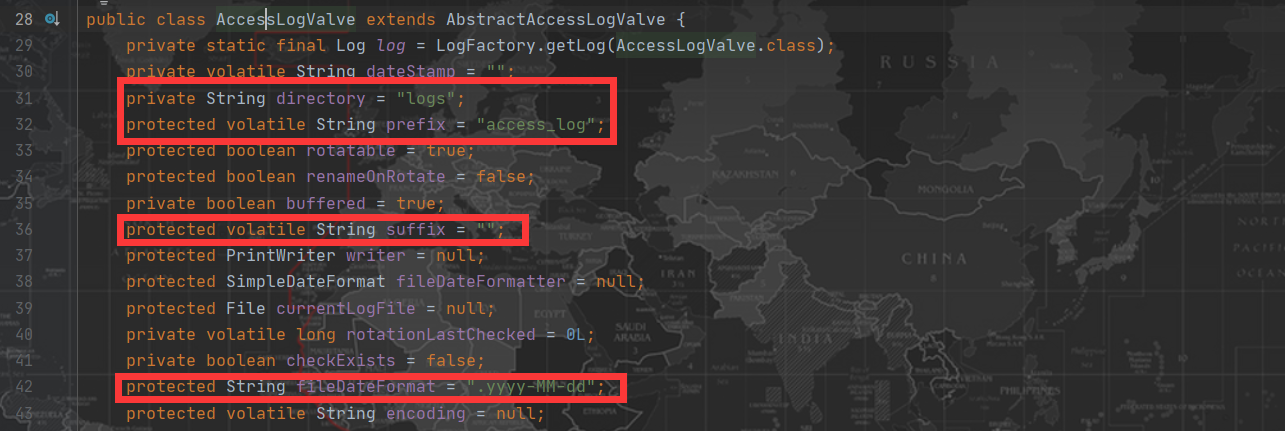 28 public class AccessLogValve extends AbstractAccessLogValve {
29 private static final Log log = LogFactory.getLog(AccessLogValve.class);
30 private volatile String dateStamp = "";
31 private String directory = "logs";
32 protected volatile String prefix = "access_log";
33 protected boolean rotatable = true;
34 protected boolean renameOnRotate = false;
35 private boolean buffered = true;
36 protected volatile String suffix = "";
37 protected PrintWriter writer = null;
38 protected SimpleDateFormat fileDateFormatter = null;
39 protected File currentLogFile = null;
40 private volatile long rotationLastChecked = 0L;
41 private boolean checkExists = false;
42 protected String fileDateFormat = ".yyyy-MM-dd";
43 protected volatile String encoding = null;
RUSSIA
KAZAKHSTAN
MONGOLIA
CHINA
IRAN
INDIA
EGYPT
SAUDI
ARABIA
PHILIPPINES
ETHIOPIA